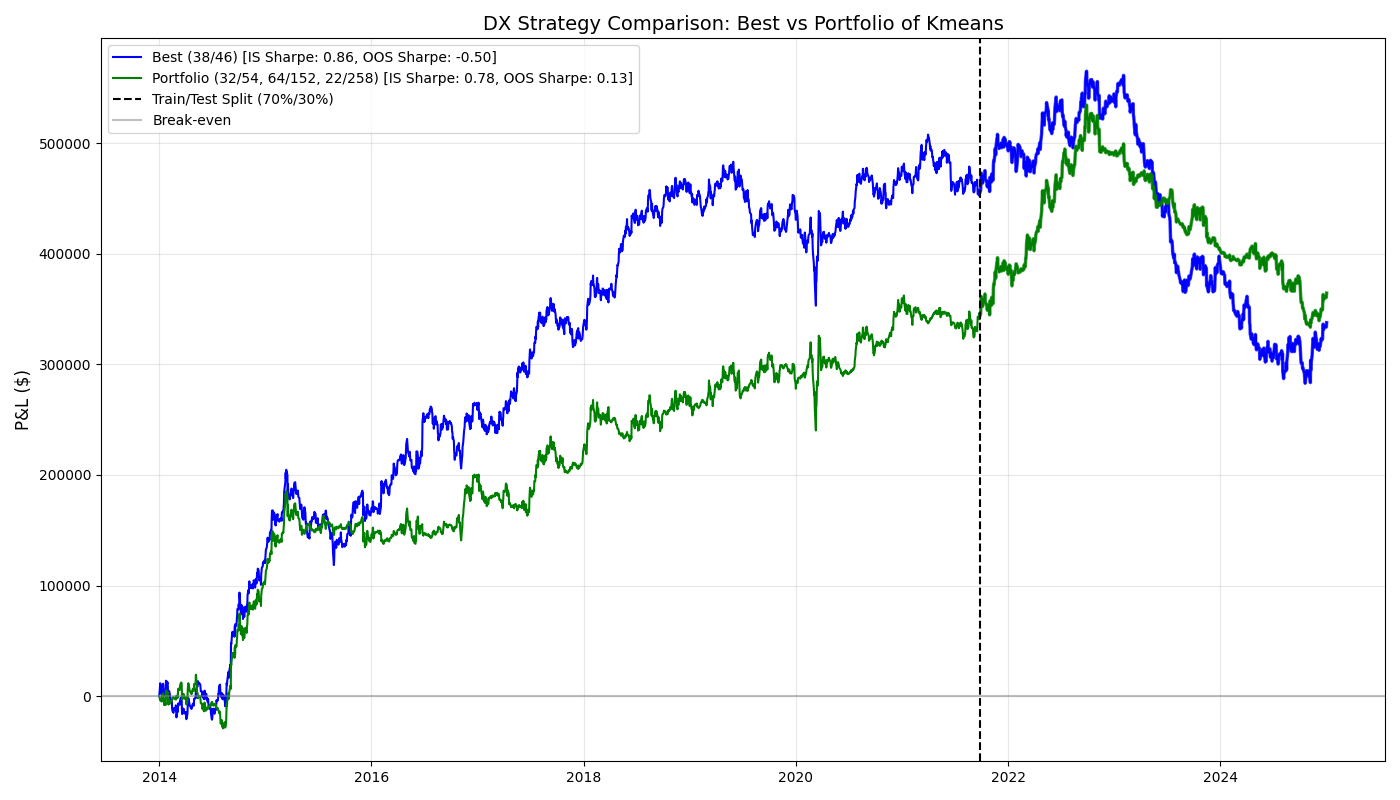 DX Strategy Comparison: Best vs Portfolio of Kmeans
Best (38/46) [IS Sharpe: 0.86, OOS Sharpe: -0.50]
Portfolio (32/54, 64/152, 22/258) [IS Sharpe: 0.78, OOS Sharpe: 0.13]
Train/Test Split (70%/30%)
Break-even
P&L ($)
500000
400000
300000
200000
100000
0
2014
2016
2018
2020
2022
2024